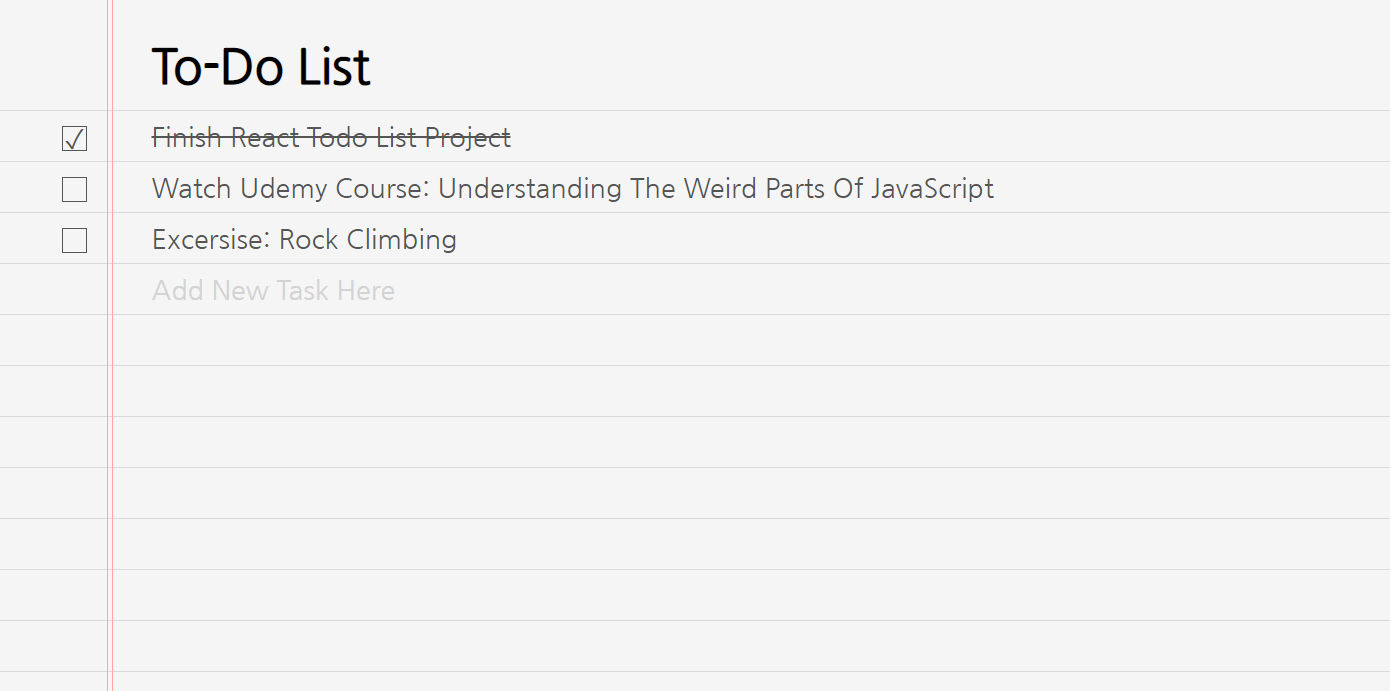 To-Do List
Finish React Todo List Project
Watch Udemy Course: Understanding The Weird Parts Of JavaScript
Excersise: Rock Climbing
Add New Task Here